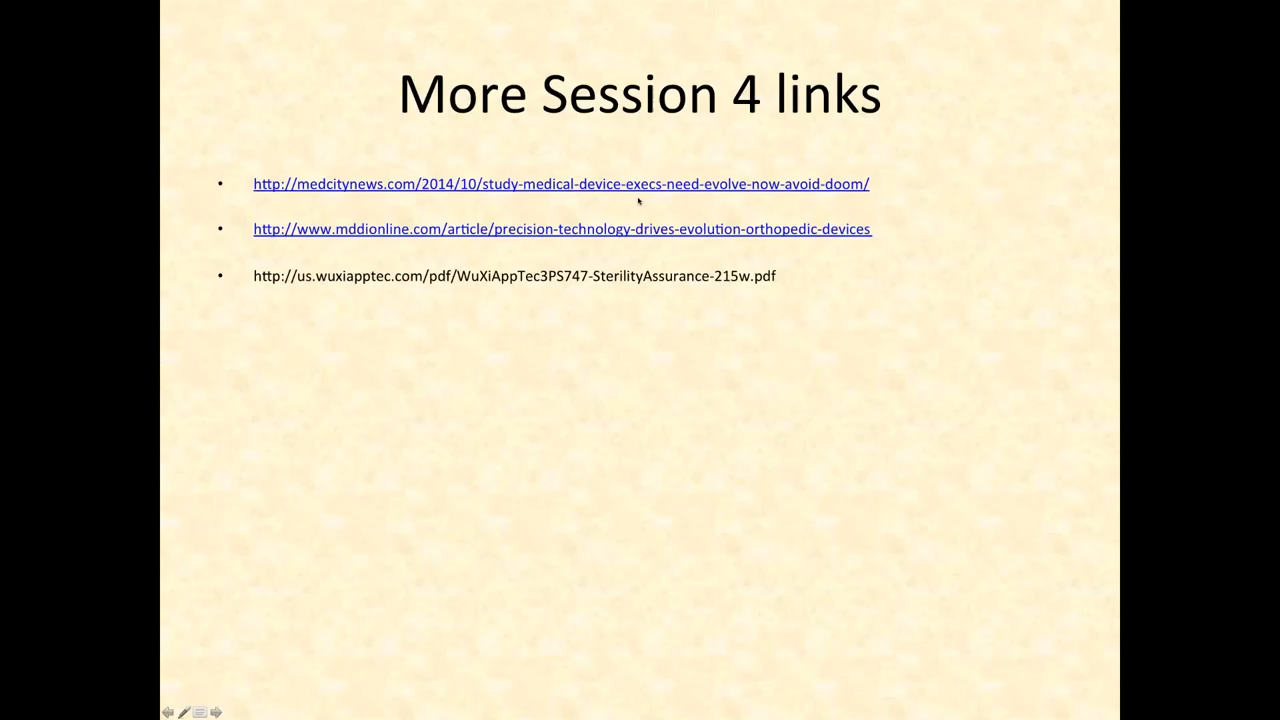 More Session 4 links
• http://medcitynews.com/2014/10/study-medical-device-execs-need-evolve-now-avoid-doom/
• http://www.mddionline.com/article/precision-technology-drives-evolution-orthopedic-devices
• http://us.wuxiapptec.com/pdf/WuXiAppTec3PS747-SterilityAssurance-215w.pdf